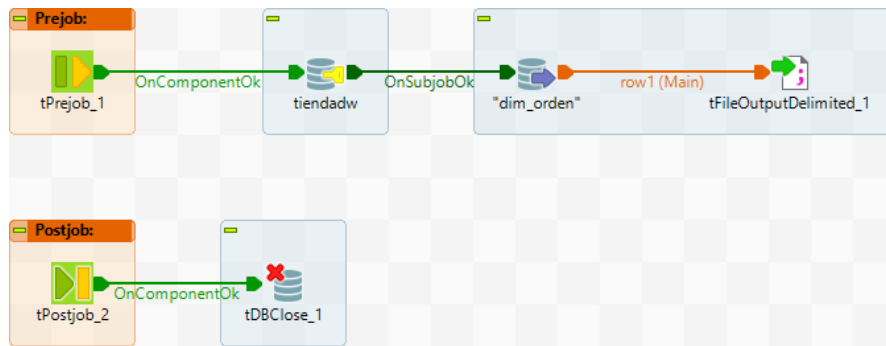 Prejob:
OnComponentOk
OnSubjobOk
row1 (Main)
tPrejob_1
tiendadw
"dim_orden"
tFileOutputDelimited_1
Postjob:
OnComponentOk
tPostjob_2
tDBClose_1